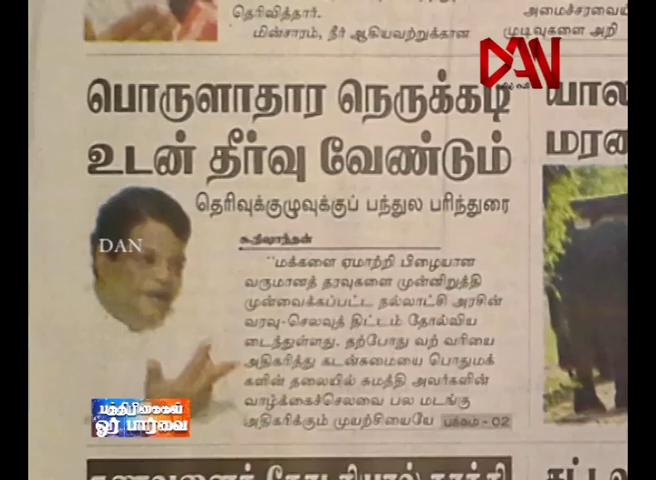 தெரிவித்தார்.
மின்சாரம், நீர் ஆகியவற்றுக்கான
அமைச்சரவையி
முடிவுகளை அறி
DAN
பொருளாதார நெருக்கடி
உடன் தீர்வு வேண்டும்
தெரிவுக்குழுவுக்குப் பந்துல பரிந்துரை
DAN
"மக்களை ஏமாற்றி பிழையான
வருமானத் தரவுகளை முன்நிறுத்தி
முன்வைக்கப்பட்ட நல்லாட்சி அரசின்
வரவு-செலவுத் திட்டம் தோல்விய
டைந்துள்ளது. தற்போது வற் வரியை
அதிகரித்து கடன்சுமையை பொதுமக்
களின் தலையில் சுமத்தி அவர்களின்
வாழ்க்கைச்செலவை பல மடங்கு
அதிகரிக்கும் முயற்சியையே பக்கம் - 02
யால
மரண
பத்திரிகைகள்
ஓர் பார்வை